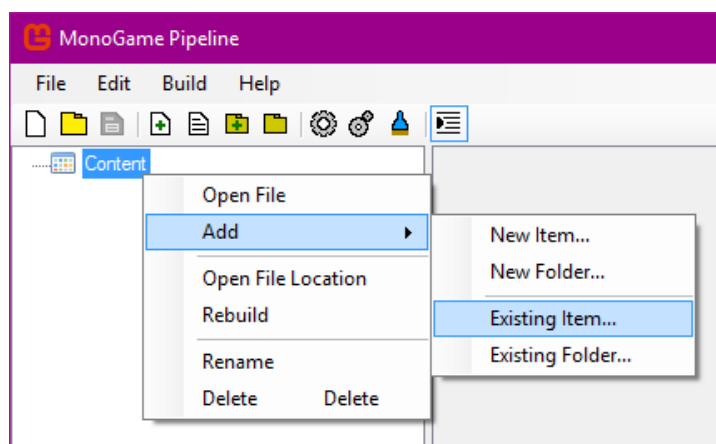 MonoGame Pipeline
File Edit Build Help
Content
Open File
Add
Open File Location
Rebuild
Rename
Delete Delete
New Item...
New Folder...
Existing Item...
Existing Folder...